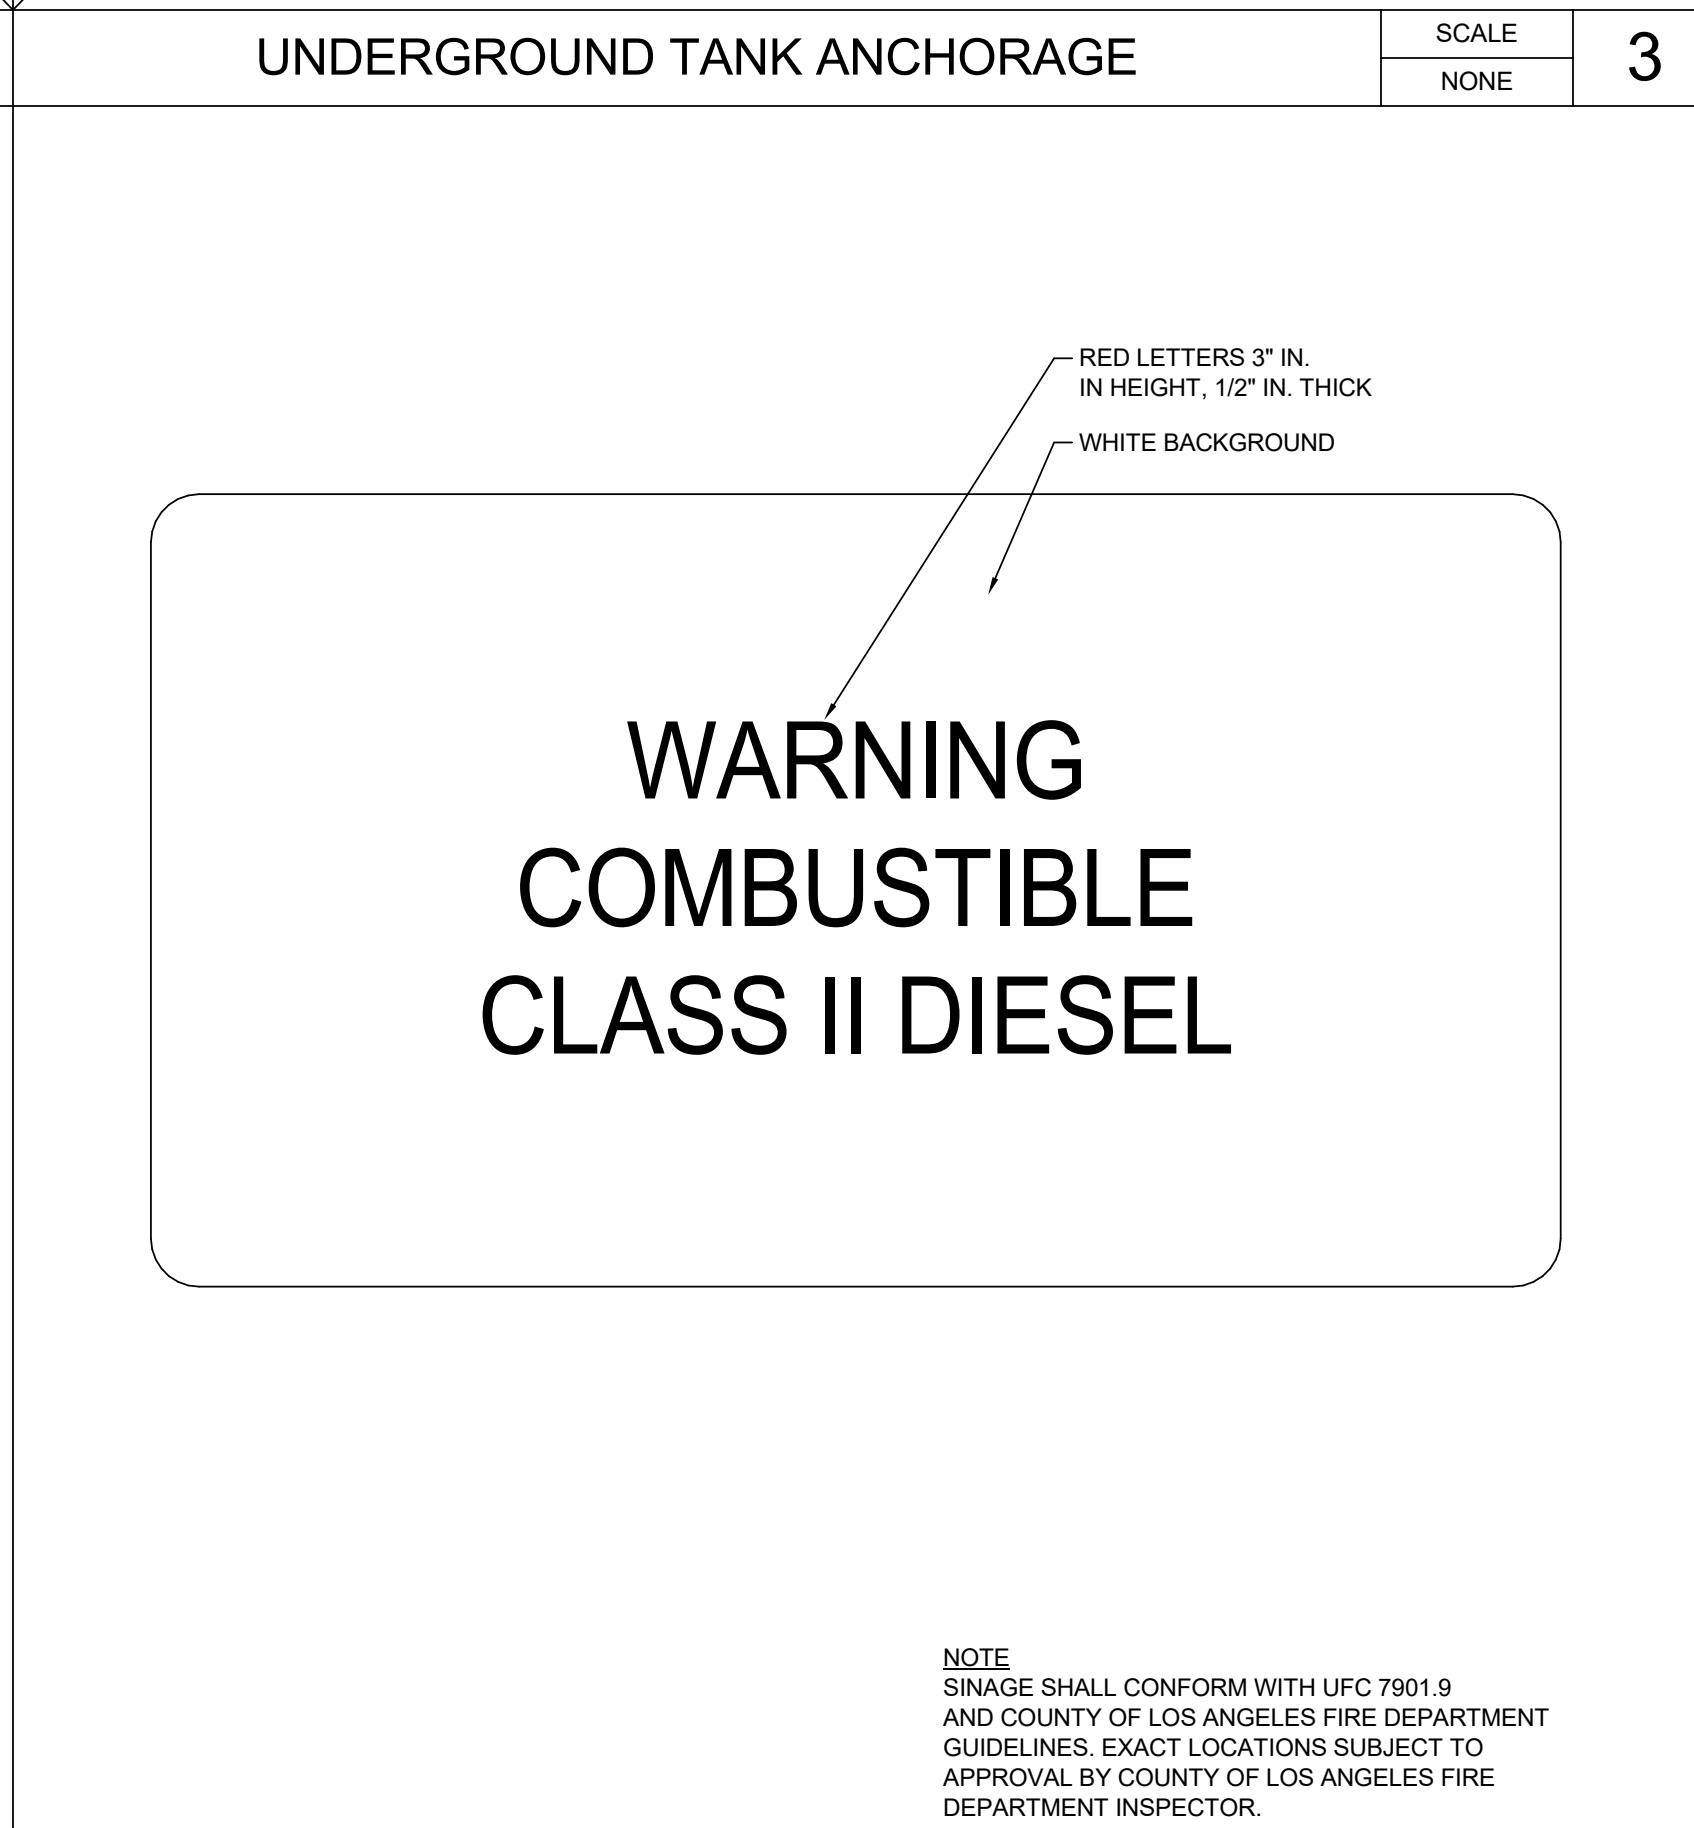 UNDERGROUND TANK ANCHORAGE
SCALE
NONE
3
RED LETTERS 3" IN.
IN HEIGHT, 1/2" IN. THICK
WHITE BACKGROUND
WARNING
COMBUSTIBLE
CLASS II DIESEL
NOTE
SINAGE SHALL CONFORM WITH UFC 7901.9
AND COUNTY OF LOS ANGELES FIRE DEPARTMENT
GUIDELINES. EXACT LOCATIONS SUBJECT TO
APPROVAL BY COUNTY OF LOS ANGELES FIRE
DEPARTMENT INSPECTOR.